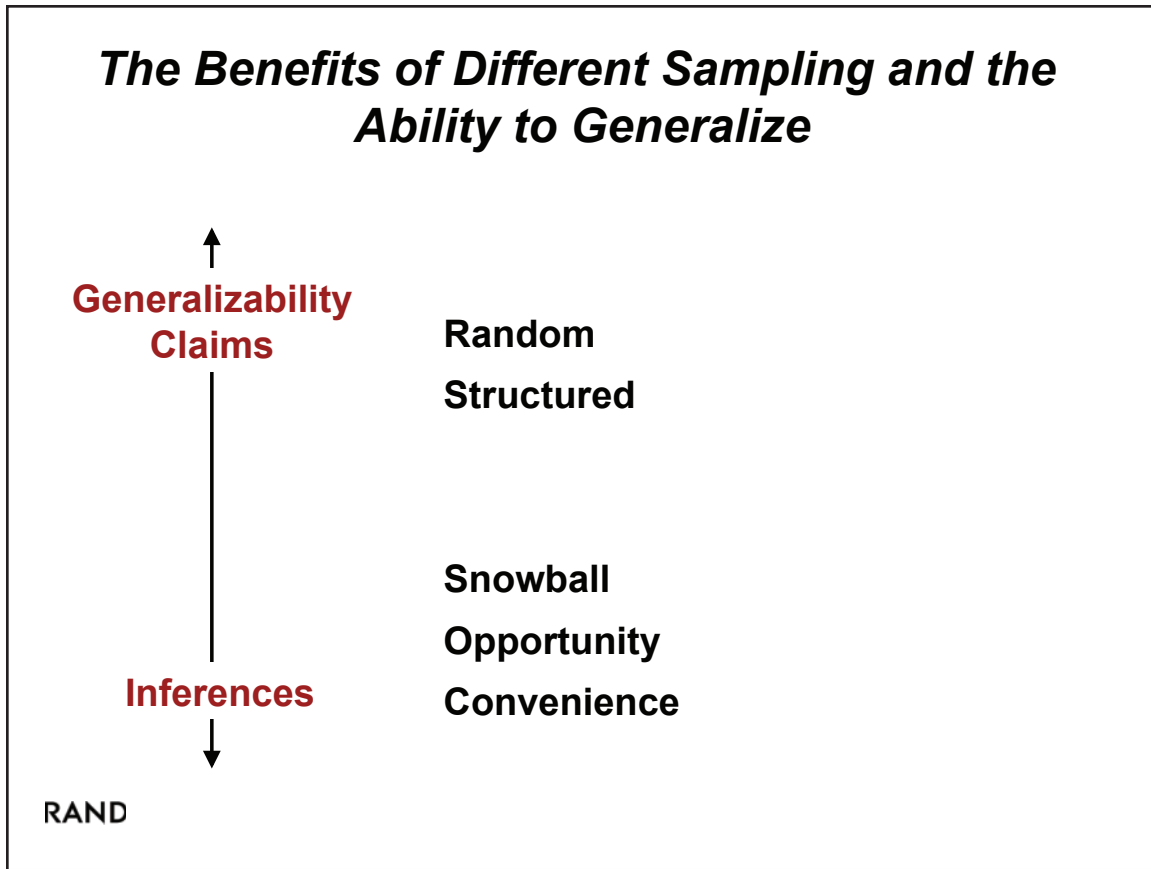 The Benefits of Different Sampling and the
Ability to Generalize
Generalizability
Claims
Random
Structured
Snowball
Opportunity
Inferences
Convenience
RAND